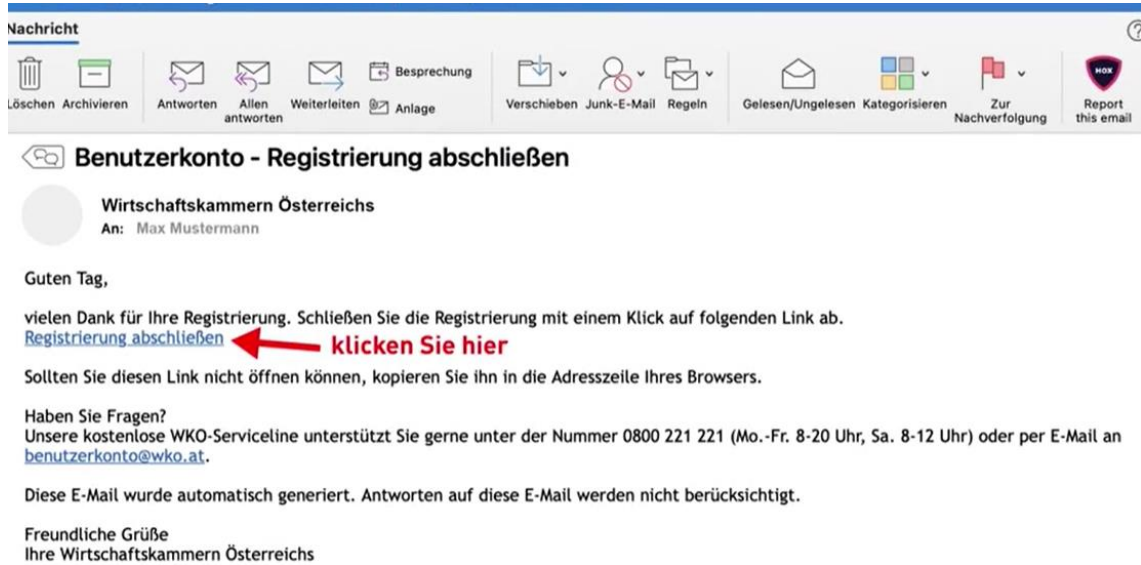 Nachricht
?
Löschen Archivieren Antworten Allen antworten Weiterleiten Besprechung Anlage Verschieben Junk-E-Mail Regeln Gelesen/Ungelesen Kategorisieren Zur Nachverfolgung HOX Report this email
Benutzerkonto - Registrierung abschließen
Wirtschaftskammern Österreichs
An: Max Mustermann
Guten Tag,
vielen Dank für Ihre Registrierung. Schließen Sie die Registrierung mit einem Klick auf folgenden Link ab.
Registrierung abschließen klicken Sie hier
Sollten Sie diesen Link nicht öffnen können, kopieren Sie ihn in die Adresszeile Ihres Browsers.
Haben Sie Fragen?
Unsere kostenlose WKO-Serviceline unterstützt Sie gerne unter der Nummer 0800 221 221 (Mo.-Fr. 8-20 Uhr, Sa. 8-12 Uhr) oder per E-Mail an
benutzerkonto@wko.at.
Diese E-Mail wurde automatisch generiert. Antworten auf diese E-Mail werden nicht berücksichtigt.
Freundliche Grüße
Ihre Wirtschaftskammern Österreichs